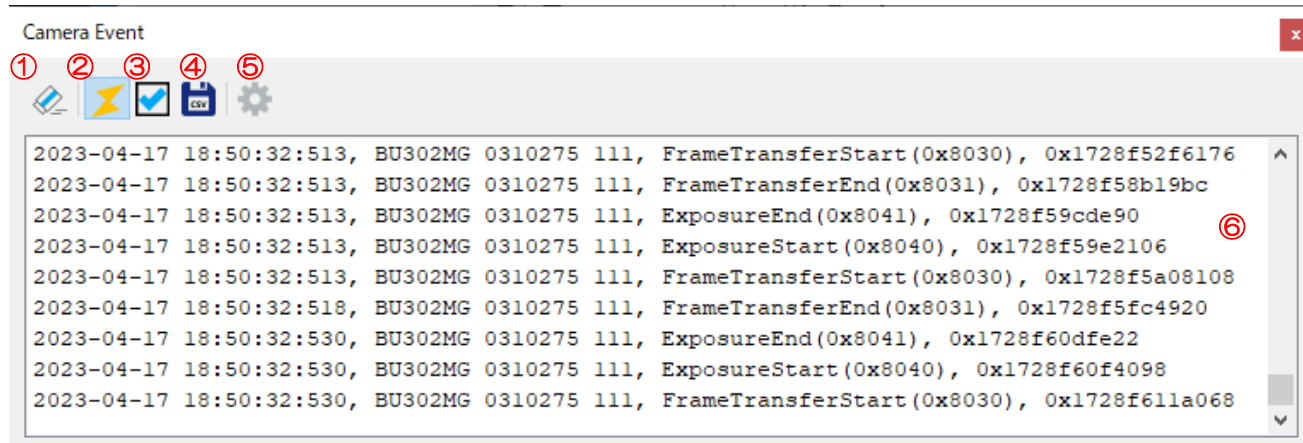 Camera Event
x
① ② ③ ④ ⑤
CSV
2023-04-17 18:50:32:513, BU302MG 0310275 111, FrameTransferStart(0x8030), 0x1728f52f6176
2023-04-17 18:50:32:513, BU302MG 0310275 111, FrameTransferEnd(0x8031), 0x1728f58b19bc
2023-04-17 18:50:32:513, BU302MG 0310275 111, ExposureEnd(0x8041), 0x1728f59cde90
⑥
2023-04-17 18:50:32:513, BU302MG 0310275 111, ExposureStart(0x8040), 0x1728f59e2106
2023-04-17 18:50:32:513, BU302MG 0310275 111, FrameTransferStart(0x8030), 0x1728f5a08108
2023-04-17 18:50:32:518, BU302MG 0310275 111, FrameTransferEnd(0x8031), 0x1728f5fc4920
2023-04-17 18:50:32:530, BU302MG 0310275 111, ExposureEnd(0x8041), 0x1728f60dfe22
2023-04-17 18:50:32:530, BU302MG 0310275 111, ExposureStart(0x8040), 0x1728f60f4098
2023-04-17 18:50:32:530, BU302MG 0310275 111, FrameTransferStart(0x8030), 0x1728f611a068